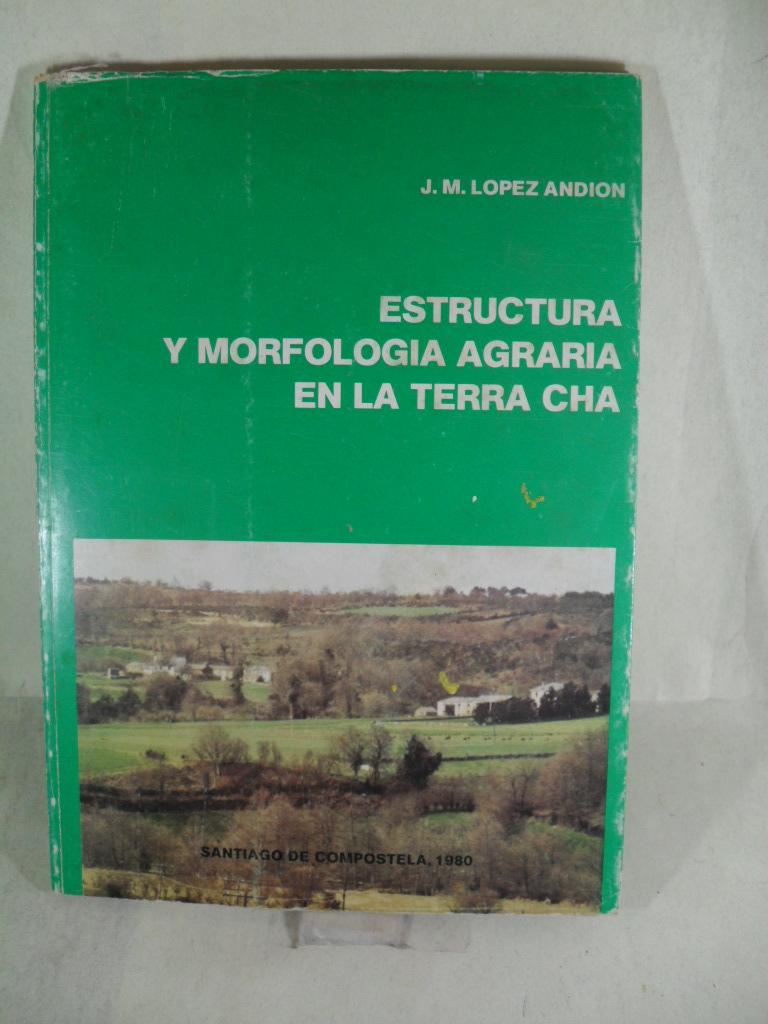 J. M. LOPEZ ANDION
ESTRUCTURA
Y MORFOLOGIA AGRARIA
EN LA TERRA CHA
SANTIAGO DE COMPOSTELA, 1980